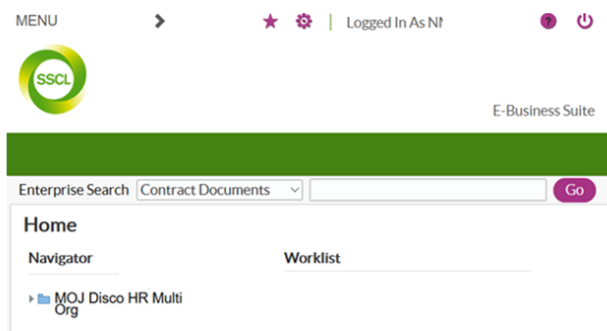 MENU
Logged In As NM
SSCL
E-Business Suite
Enterprise Search Contract Documents Go
Home
Navigator Worklist
MOJ Disco HR Multi
Org